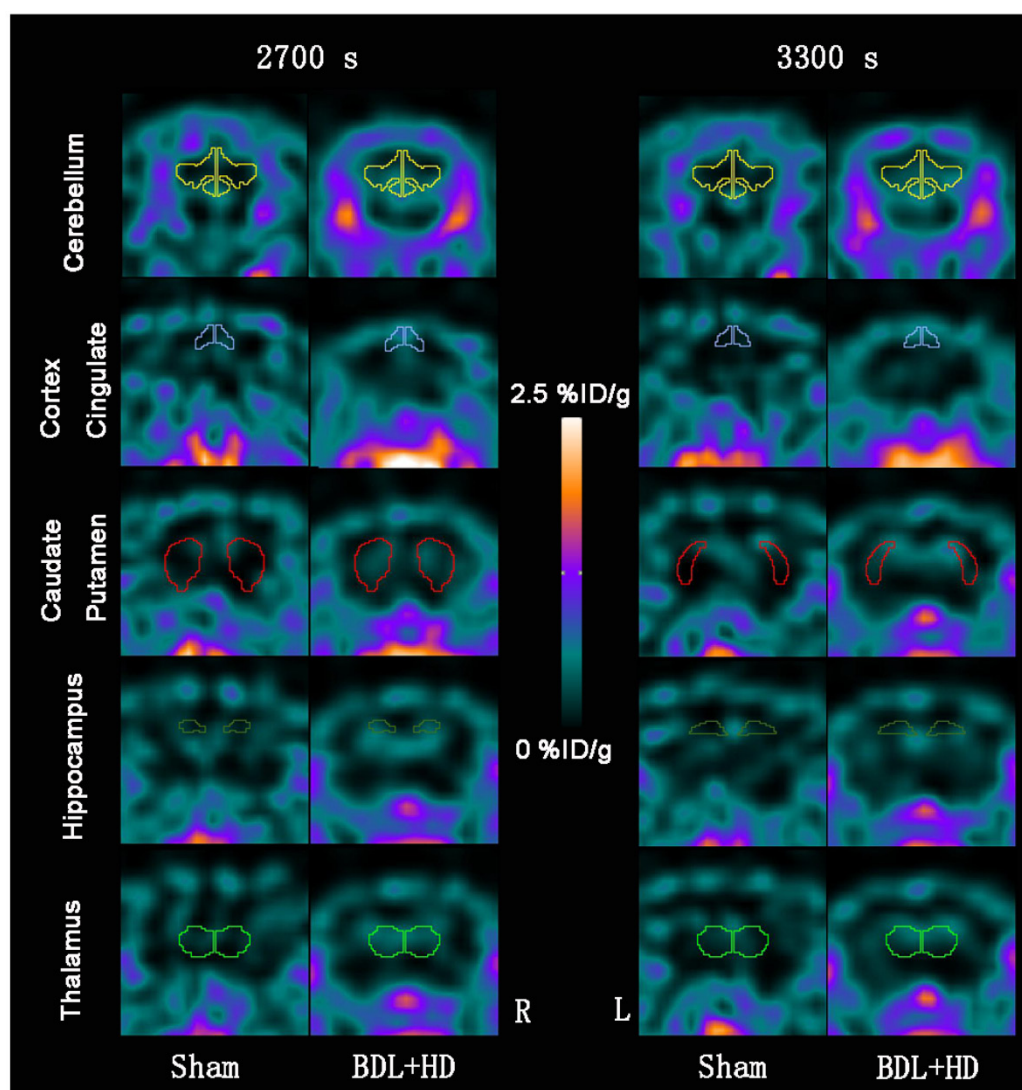 2700 s
3300 s
Cerebellum
Cortex
Cingulate
2.5 %ID/g
Caudate
Putamen
0 %ID/g
Hippocampus
Thalamus
R
L
Sham
BDL+HD
Sham
BDL+HD